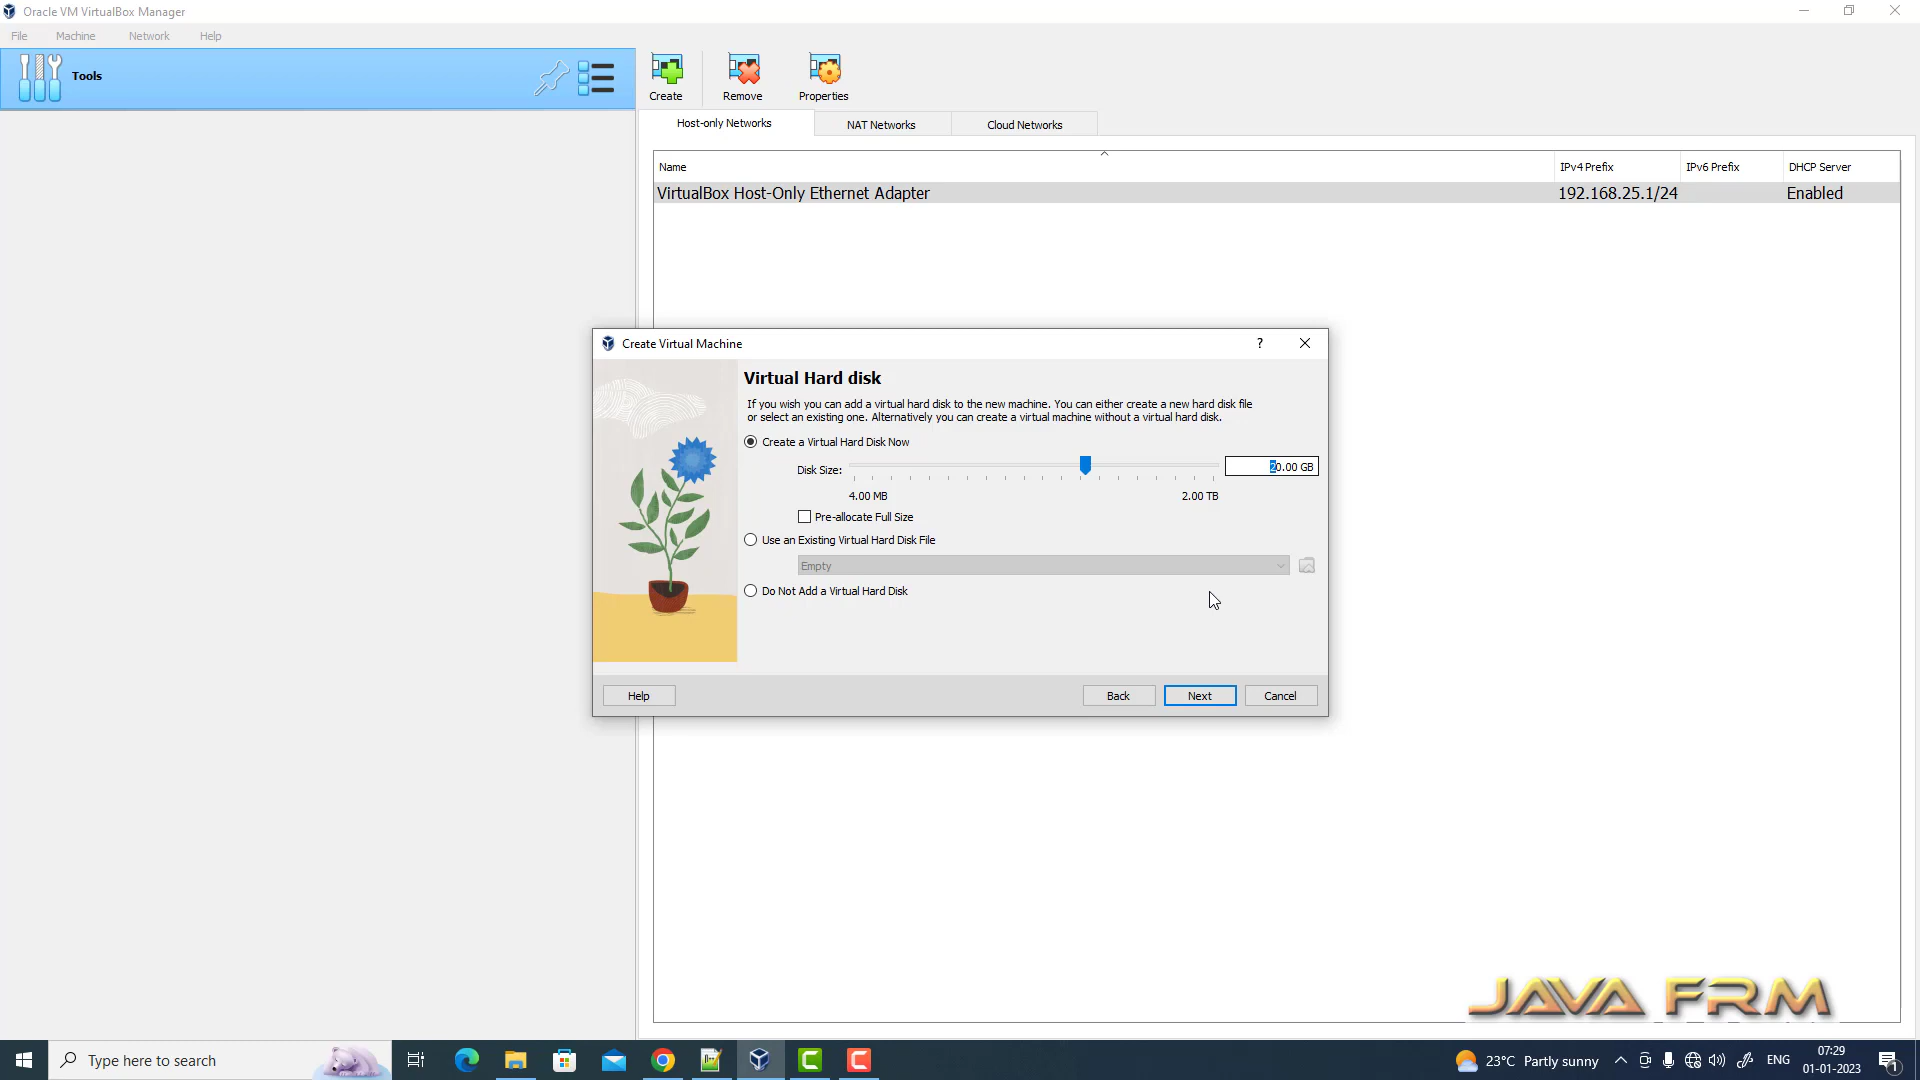 Oracle VM VirtualBox Manager
File Machine Network Help
Tools
Create Remove Properties
Host-only Networks NAT Networks Cloud Networks
Name IPv4 Prefix IPv6 Prefix DHCP Server
VirtualBox Host-Only Ethernet Adapter 192.168.25.1/24 Enabled
Create Virtual Machine ?
Virtual Hard disk
If you wish you can add a virtual hard disk to the new machine. You can either create a new hard disk file
or select an existing one. Alternatively you can create a virtual machine without a virtual hard disk.
Create a Virtual Hard Disk Now
Disk Size: 20.00 GB
4.00 MB 2.00 TB
Pre-allocate Full Size
Use an Existing Virtual Hard Disk File
Empty
Do Not Add a Virtual Hard Disk
Help Back Next Cancel
JAVA FRM
Type here to search
23°C Partly sunny ENG
07:29
01-01-2023
1